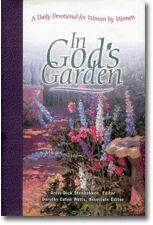 A Daily Devotional for Women by Women
In
God's
Garden
Ardis Dick Stenbakken, Editor
Dorothy Eaton Watts, Associate Editor